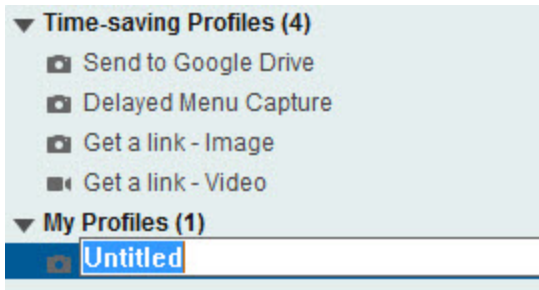 Time-saving Profiles (4)
Send to Google Drive
Delayed Menu Capture
Get a link - Image
Get a link - Video
My Profiles (1)
Untitled